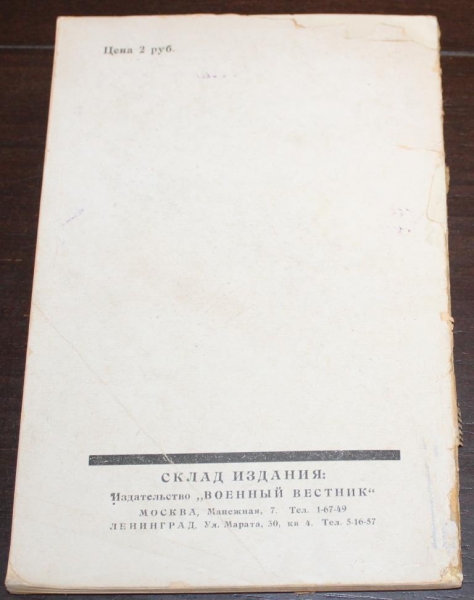 Цена 2 руб.
СКЛАД ИЗДАНИЯ:
Издательство „ВОЕННЫЙ ВЕСТНИК“
МОСКВА, Манежная, 7. Тел. 1-67-49
ЛЕНИНГРАД, Ул. Марата, 50, кв 4. Тел. 5-16-57